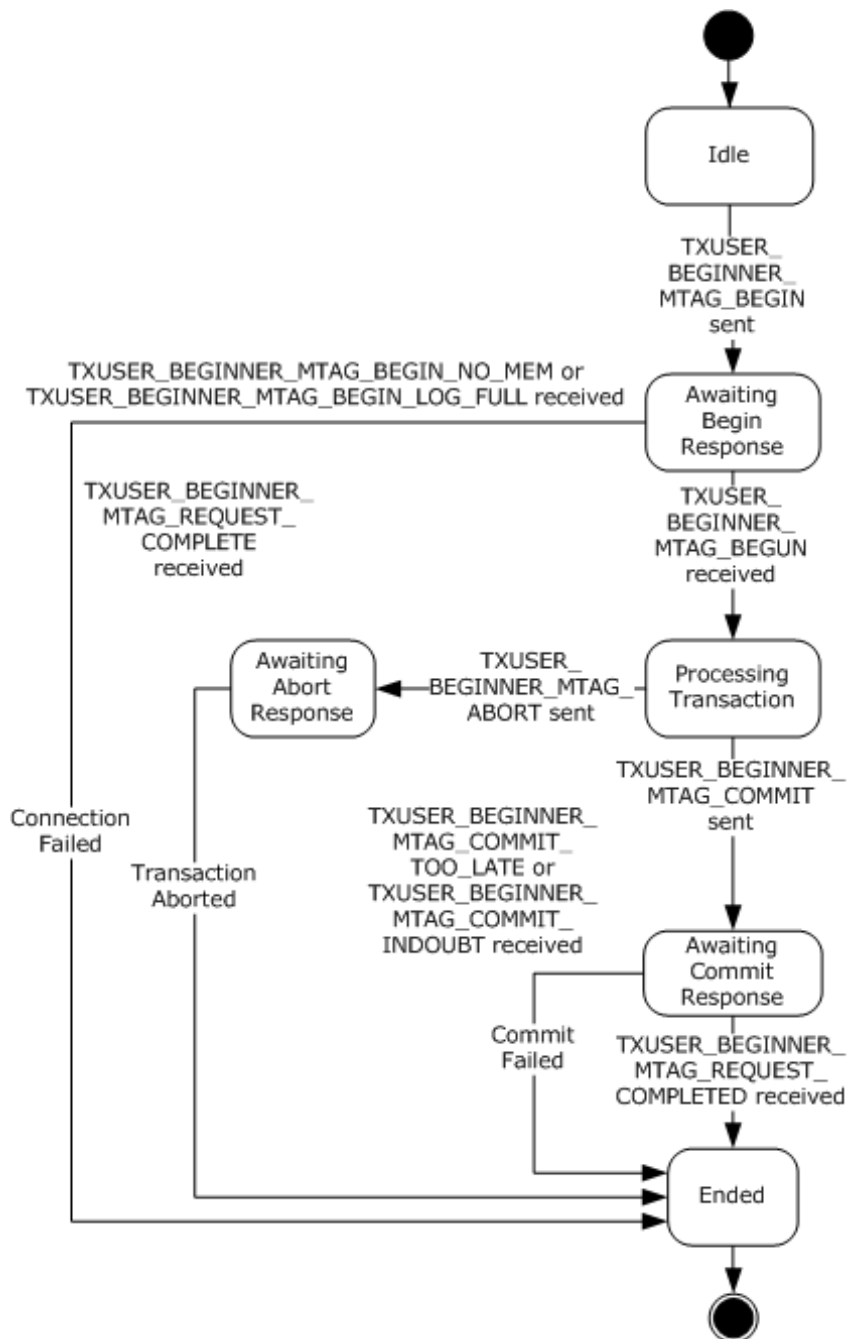 Idle
TXUSER_
BEGINNER_
MTAG_BEGIN
sent
TXUSER_BEGINNER_MTAG_BEGIN_NO_MEM or
TXUSER_BEGINNER_MTAG_BEGIN_LOG_FULL received
Awaiting
Begin
Response
TXUSER_BEGINNER_
MTAG_REQUEST_
COMPLETE
received
TXUSER_
BEGINNER_
MTAG_BEGUN
received
Awaiting
Abort
Response
TXUSER_
BEGINNER_MTAG_
ABORT sent
Processing
Transaction
TXUSER_BEGINNER_
MTAG_COMMIT
sent
Connection
Failed
Transaction
Aborted
TXUSER_BEGINNER_
MTAG_COMMIT_
TOO_LATE or
TXUSER_BEGINNER_
MTAG_COMMIT_
INDOUBT received
Awaiting
Commit
Response
Commit
Failed
TXUSER_BEGINNER_
MTAG_REQUEST_
COMPLETED received
Ended